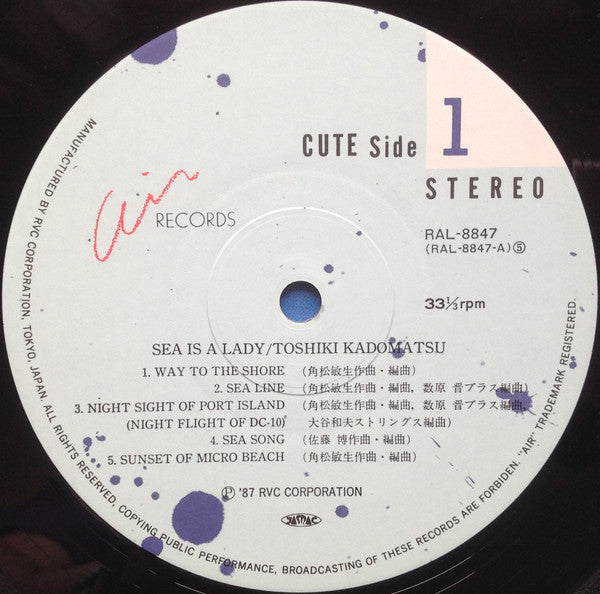 CUTE Side 1
STEREO
Air RECORDS
RAL-8847
(RAL-8847-A)⑤
33⅓rpm
SEA IS A LADY/TOSHIKI KADOMATSU
1. WAY TO THE SHORE (角松敏生作曲・編曲)
2. SEA LINE (角松敏生作曲・編曲, 数原 晋ブラス編曲)
3. NIGHT SIGHT OF PORT ISLAND (角松敏生作曲・編曲, 数原 晋ブラス編曲,
(NIGHT FLIGHT OF DC-10) 大谷和夫ストリングス編曲)
4. SEA SONG (佐藤 博作曲・編曲)
5. SUNSET OF MICRO BEACH (角松敏生作曲・編曲)
Ⓟ '87 RVC CORPORATION
JASRAC
MANUFACTURED BY RVC CORPORATION, TOKYO, JAPAN. ALL RIGHTS RESERVED, COPYING PUBLIC PERFORMANCE, BROADCASTING OF THESE RECORDS ARE FORBIDDEN. "AIR" TRADEMARK REGISTERED.